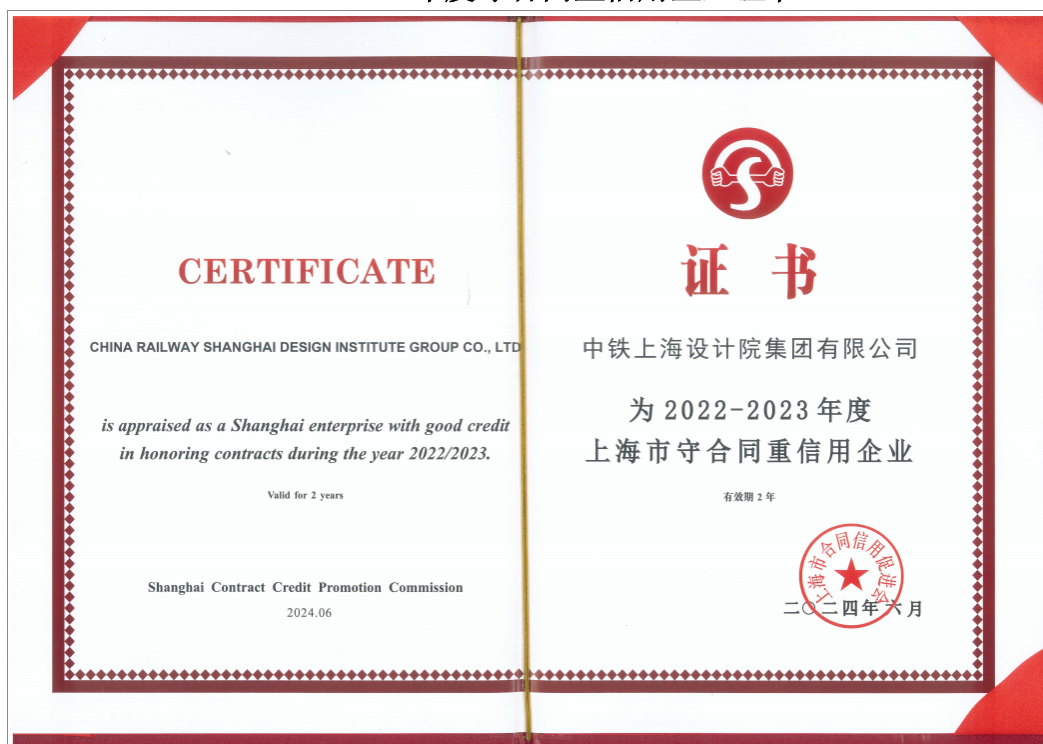 CERTIFICATE
CHINA RAILWAY SHANGHAI DESIGN INSTITUTE GROUP CO., LTD
is appraised as a Shanghai enterprise with good credit
in honoring contracts during the year 2022/2023.
Valid for 2 years
Shanghai Contract Credit Promotion Commission
2024.06
证书
中铁上海设计院集团有限公司
为 2022-2023 年度
上海市守合同重信用企业
有效期 2 年
上海市合同信用促进会
二〇二四年六月